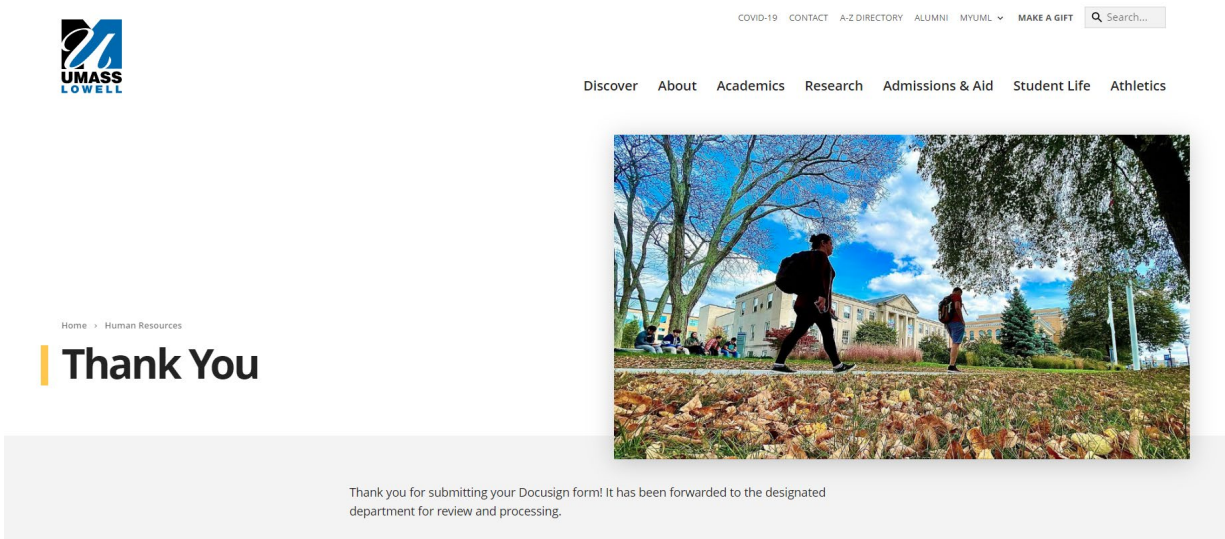 COVID-19 CONTACT A-Z DIRECTORY ALUMNI MYUML MAKE A GIFT Search...
UMASS
LOWELL
Discover About Academics Research Admissions & Aid Student Life Athletics
Home › Human Resources
Thank You
Thank you for submitting your Docusign form! It has been forwarded to the designated
department for review and processing.